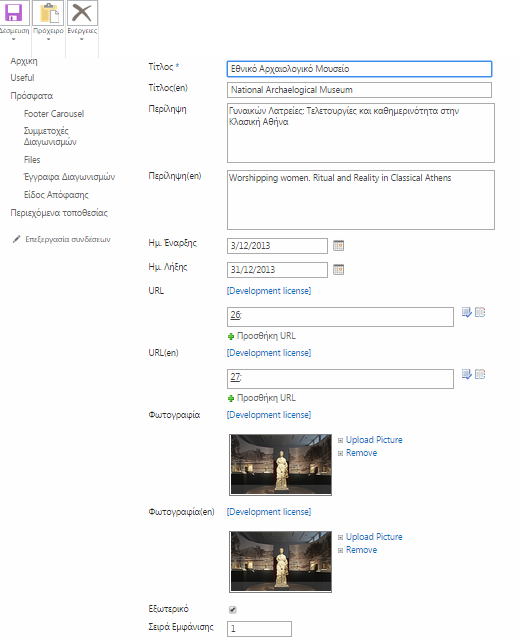 Δέσμευση Πρόχειρο Ενέργειες
Αρχική
Useful
Πρόσφατα
Footer Carousel
Συμμετοχές
Διαγωνισμών
Files
Έγγραφα Διαγωνισμών
Είδος Απόφασης
Περιεχόμενα τοποθεσίας
Επεξεργασία συνδέσεων
Τίτλος * Εθνικό Αρχαιολογικό Μουσείο
Τίτλος(en) National Archaelogical Museum
Περίληψη Γυναικών Λατρείες; Τελετουργίες και καθημερινότητα στην
Κλασική Αθήνα
Περίληψη(en) Worshipping women. Ritual and Reality in Classical Athens
Ημ. Έναρξης 3/12/2013
Ημ. Λήξης 31/12/2013
URL [Development license]
26;
Προσθήκη URL
URL(en) [Development license]
27;
Προσθήκη URL
Φωτογραφία [Development license]
Upload Picture
Remove
Φωτογραφία(en) [Development license]
Upload Picture
Remove
Εξωτερικό
Σειρά Εμφάνισης 1